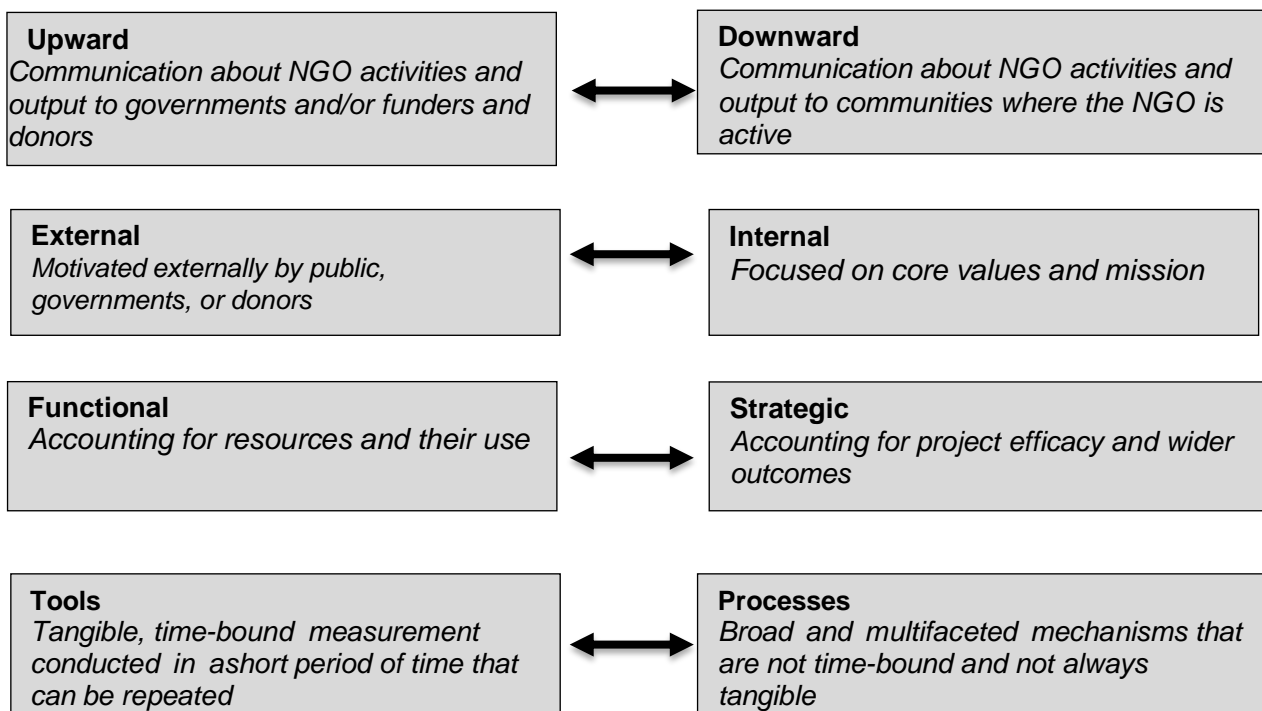 Upward
Communication about NGO activities and
output to governments and/or funders and
donors
Downward
Communication about NGO activities and
output to communities where the NGO is
active
External
Motivated externally by public,
governments, or donors
Internal
Focused on core values and mission
Functional
Accounting for resources and their use
Strategic
Accounting for project efficacy and wider
outcomes
Tools
Tangible, time-bound measurement
conducted in ashort period of time that
can be repeated
Processes
Broad and multifaceted mechanisms that
are not time-bound and not always
tangible